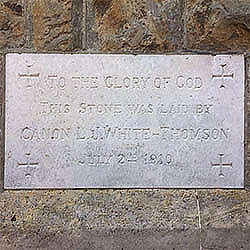 To the Glory of God
This Stone was laid by
Canon L. J. White-Thomson
July 2nd 1910